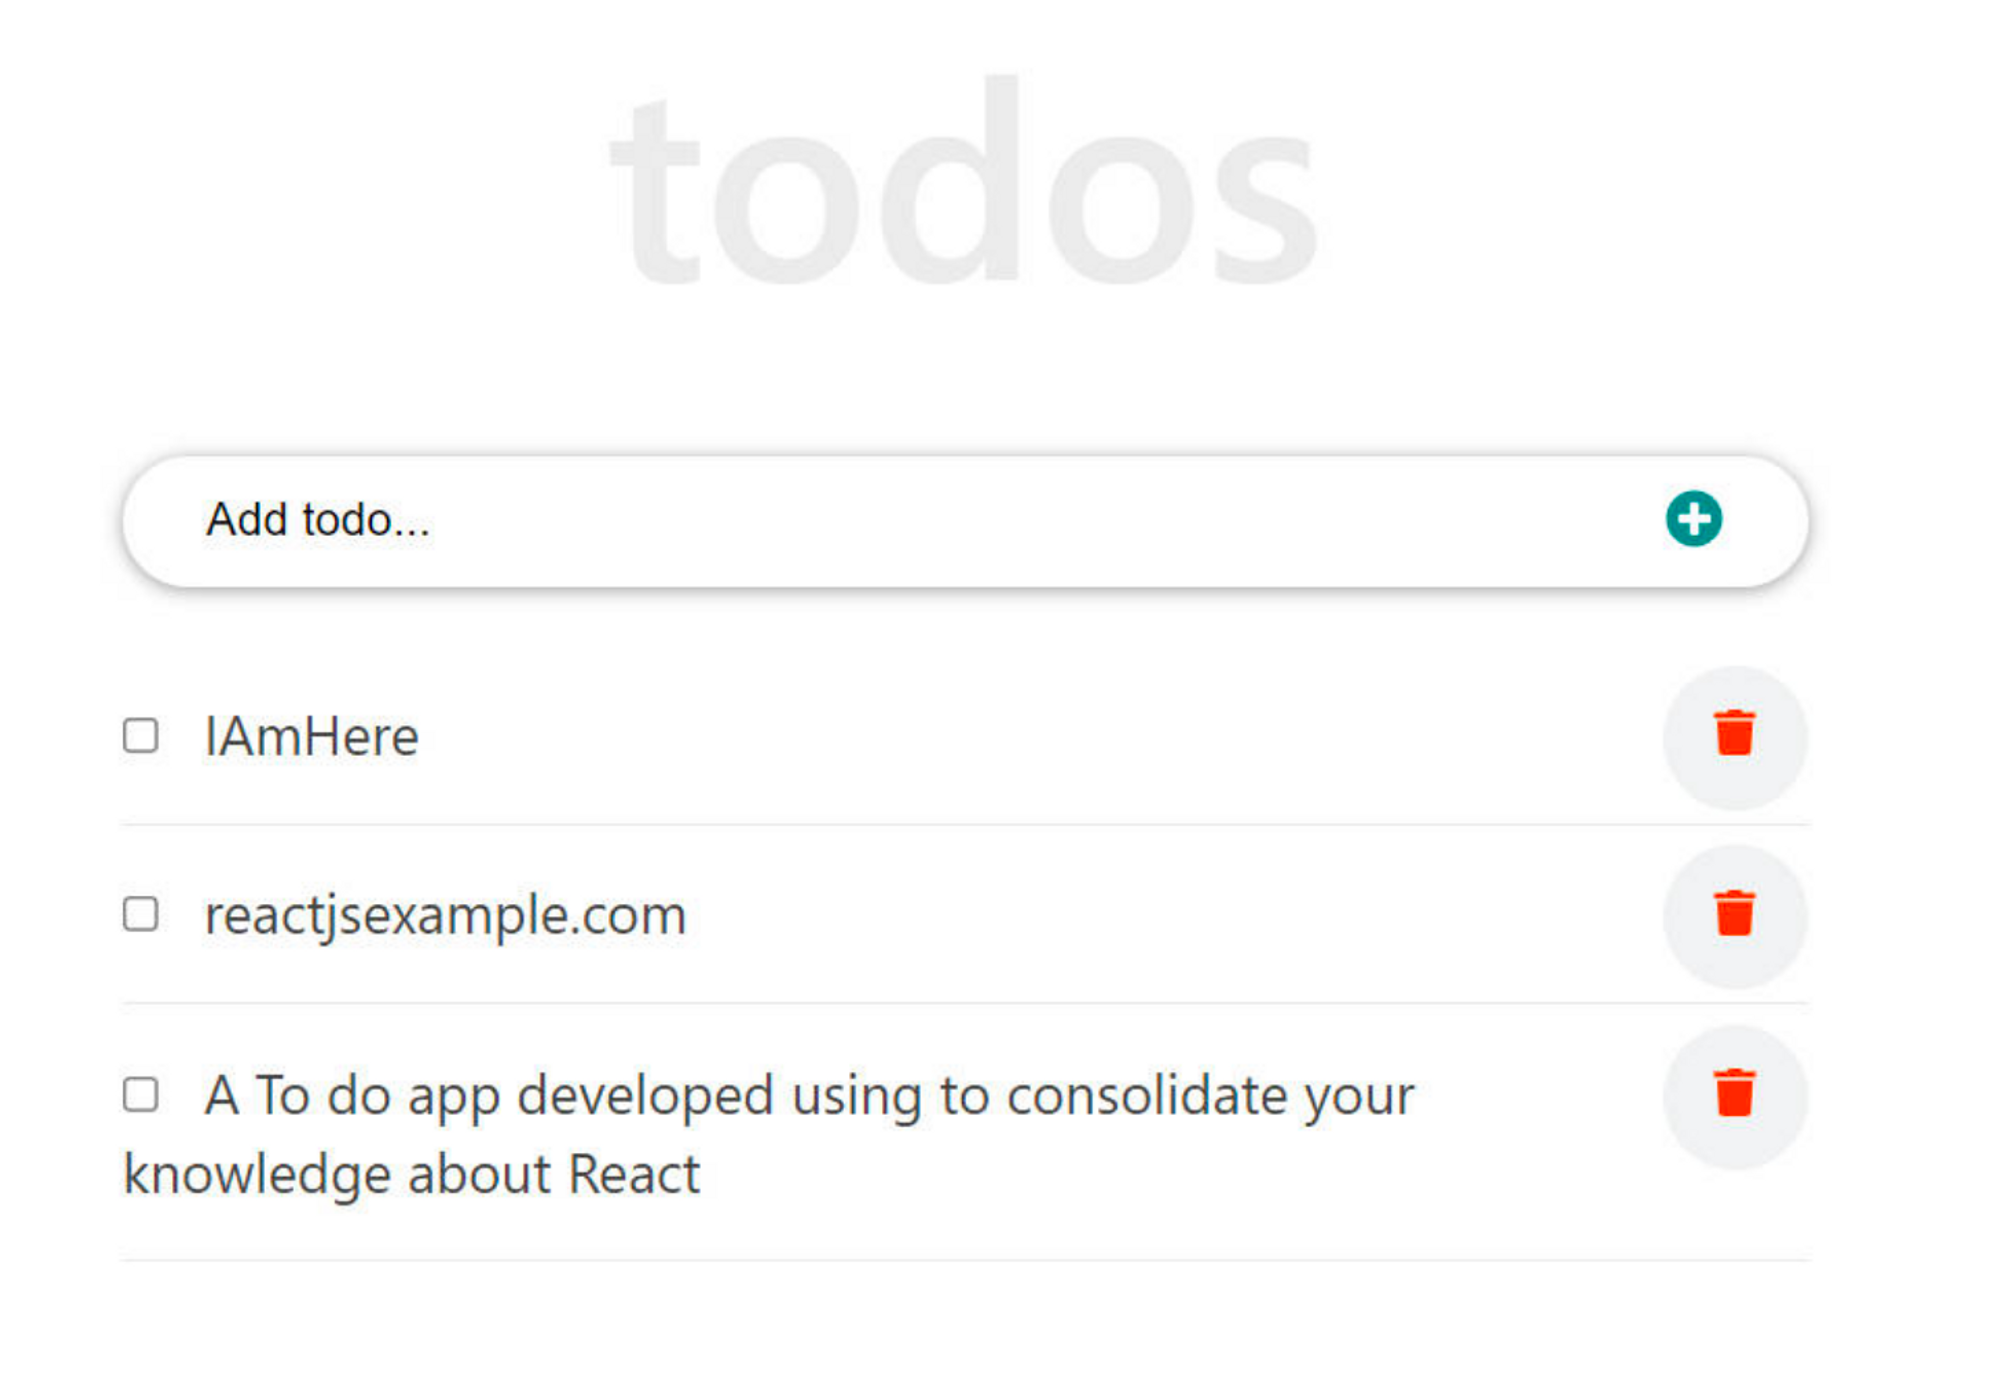 todos
Add todo...
IAmHere
reactjsexample.com
A To do app developed using to consolidate your
knowledge about React